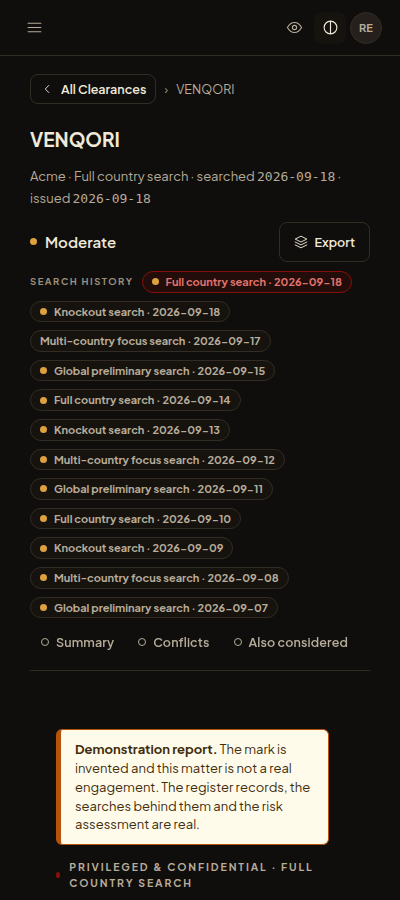 RE
All Clearances › VENQORI
VENQORI
Acme · Full country search · searched 2026-09-18 ·
issued 2026-09-18
Moderate
Export
SEARCH HISTORY
Full country search · 2026-09-18
Knockout search · 2026-09-18
Multi-country focus search · 2026-09-17
Global preliminary search · 2026-09-15
Full country search · 2026-09-14
Knockout search · 2026-09-13
Multi-country focus search · 2026-09-12
Global preliminary search · 2026-09-11
Full country search · 2026-09-10
Knockout search · 2026-09-09
Multi-country focus search · 2026-09-08
Global preliminary search · 2026-09-07
Summary
Conflicts
Also considered
Demonstration report. The mark is
invented and this matter is not a real
engagement. The register records, the
searches behind them and the risk
assessment are real.
PRIVILEGED & CONFIDENTIAL · FULL
COUNTRY SEARCH